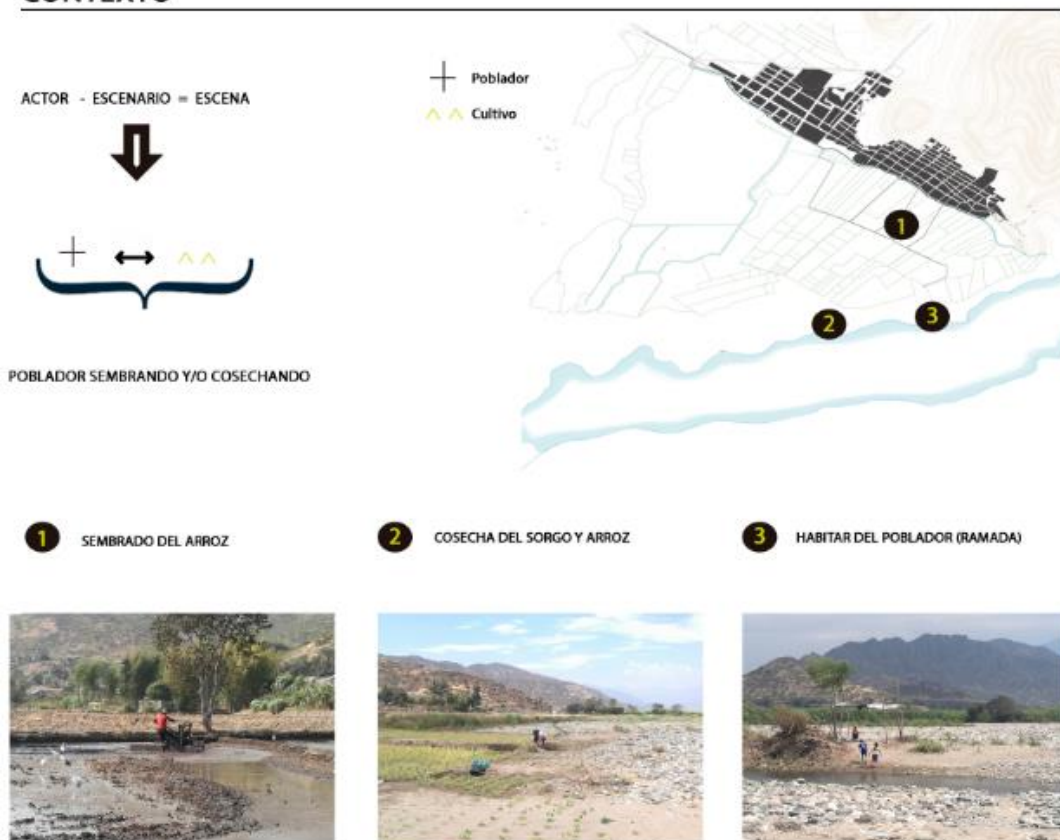 CONTEXTO
ACTOR - ESCENARIO = ESCENA
Poblador
Cultivo
POBLADOR SEMBRANDO Y/O COSECHANDO
1
2
3
1 SEMBRADO DEL ARROZ
2 COSECHA DEL SORGO Y ARROZ
3 HABITAR DEL POBLADOR (RAMADA)